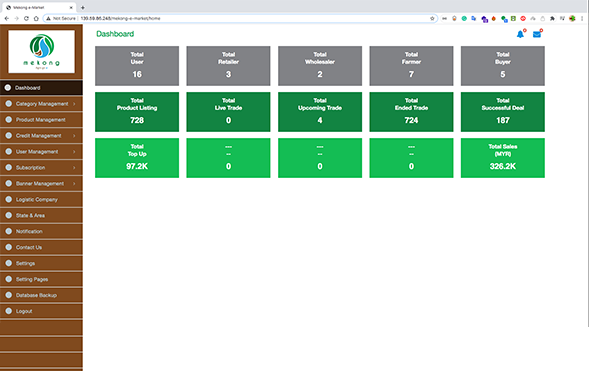 Mekong e-Market
Not Secure
139.59.86.248/mekong-e-market/home
mekong
Dashboard
Dashboard
Category Management
Product Management
Credit Management
User Management
Subscription
Banner Management
Logistic Company
State & Area
Notification
Contact Us
Settings
Setting Pages
Database Backup
Logout
Total
User
16
Total
Retailer
3
Total
Wholesaler
2
Total
Farmer
7
Total
Buyer
5
Total
Product Listing
728
Total
Live Trade
0
Total
Upcoming Trade
4
Total
Ended Trade
724
Total
Successful Deal
187
Total
Top Up
97.2K
---
--
0
---
--
0
---
--
0
Total Sales
(MYR)
326.2K